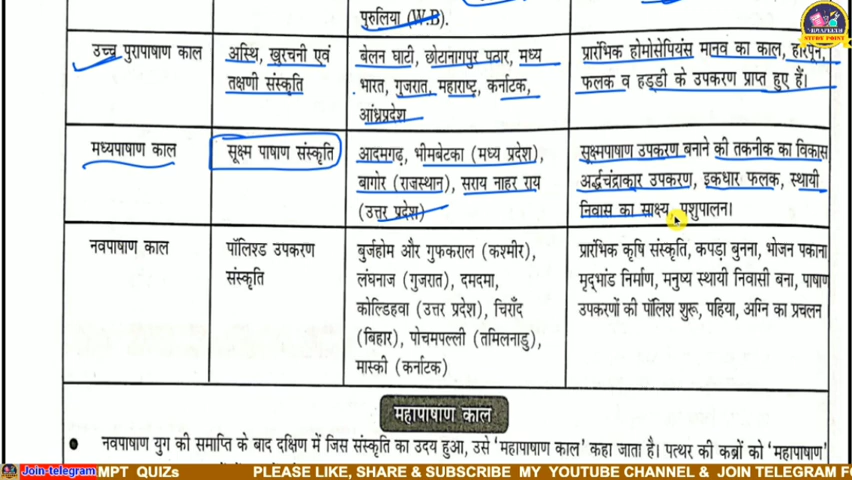 पुरुलिया (W.B).
उच्च पुरापाषाण काल
अस्थि, खुरचनी एवं
तक्षणी संस्कृति
बेलन घाटी, छोटानागपुर पठार, मध्य
भारत, गुजरात, महाराष्ट्र, कर्नाटक,
आंध्रप्रदेश
प्रारंभिक होमोसेपियंस मानव का काल, हारपून,
फलक व हड्डी के उपकरण प्राप्त हुए हैं।
मध्यपाषाण काल
सूक्ष्म पाषाण संस्कृति
आदमगढ़, भीमबेटका (मध्य प्रदेश),
बागोर (राजस्थान), सराय नाहर राय
(उत्तर प्रदेश)
सूक्ष्मपाषाण उपकरण बनाने की तकनीक का विकास
अर्द्धचंद्राकार उपकरण, इकधार फलक, स्थायी
निवास का साक्ष्य, पशुपालन।
नवपाषाण काल
पॉलिश्ड उपकरण
संस्कृति
बुर्जहोम और गुफकराल (कश्मीर),
लंघनाज (गुजरात), दमदमा,
कोल्डिहवा (उत्तर प्रदेश), चिराँद
(बिहार), पोचमपल्ली (तमिलनाडु),
मास्की (कर्नाटक)
प्रारंभिक कृषि संस्कृति, कपड़ा बुनना, भोजन पकाना
मृद्भांड निर्माण, मनुष्य स्थायी निवासी बना, पाषाण
उपकरणों की पॉलिश शुरू, पहिया, अग्नि का प्रचलन
महापाषाण काल
नवपाषाण युग की समाप्ति के बाद दक्षिण में जिस संस्कृति का उदय हुआ, उसे 'महापाषाण काल' कहा जाता है। पत्थर की कब्रों को 'महापाषाण'
Join-telegram
MPT QUIZs
PLEASE LIKE, SHARE & SUBSCRIBE MY YOUTUBE CHANNEL & JOIN TELEGRAM FO
STUDY POINT